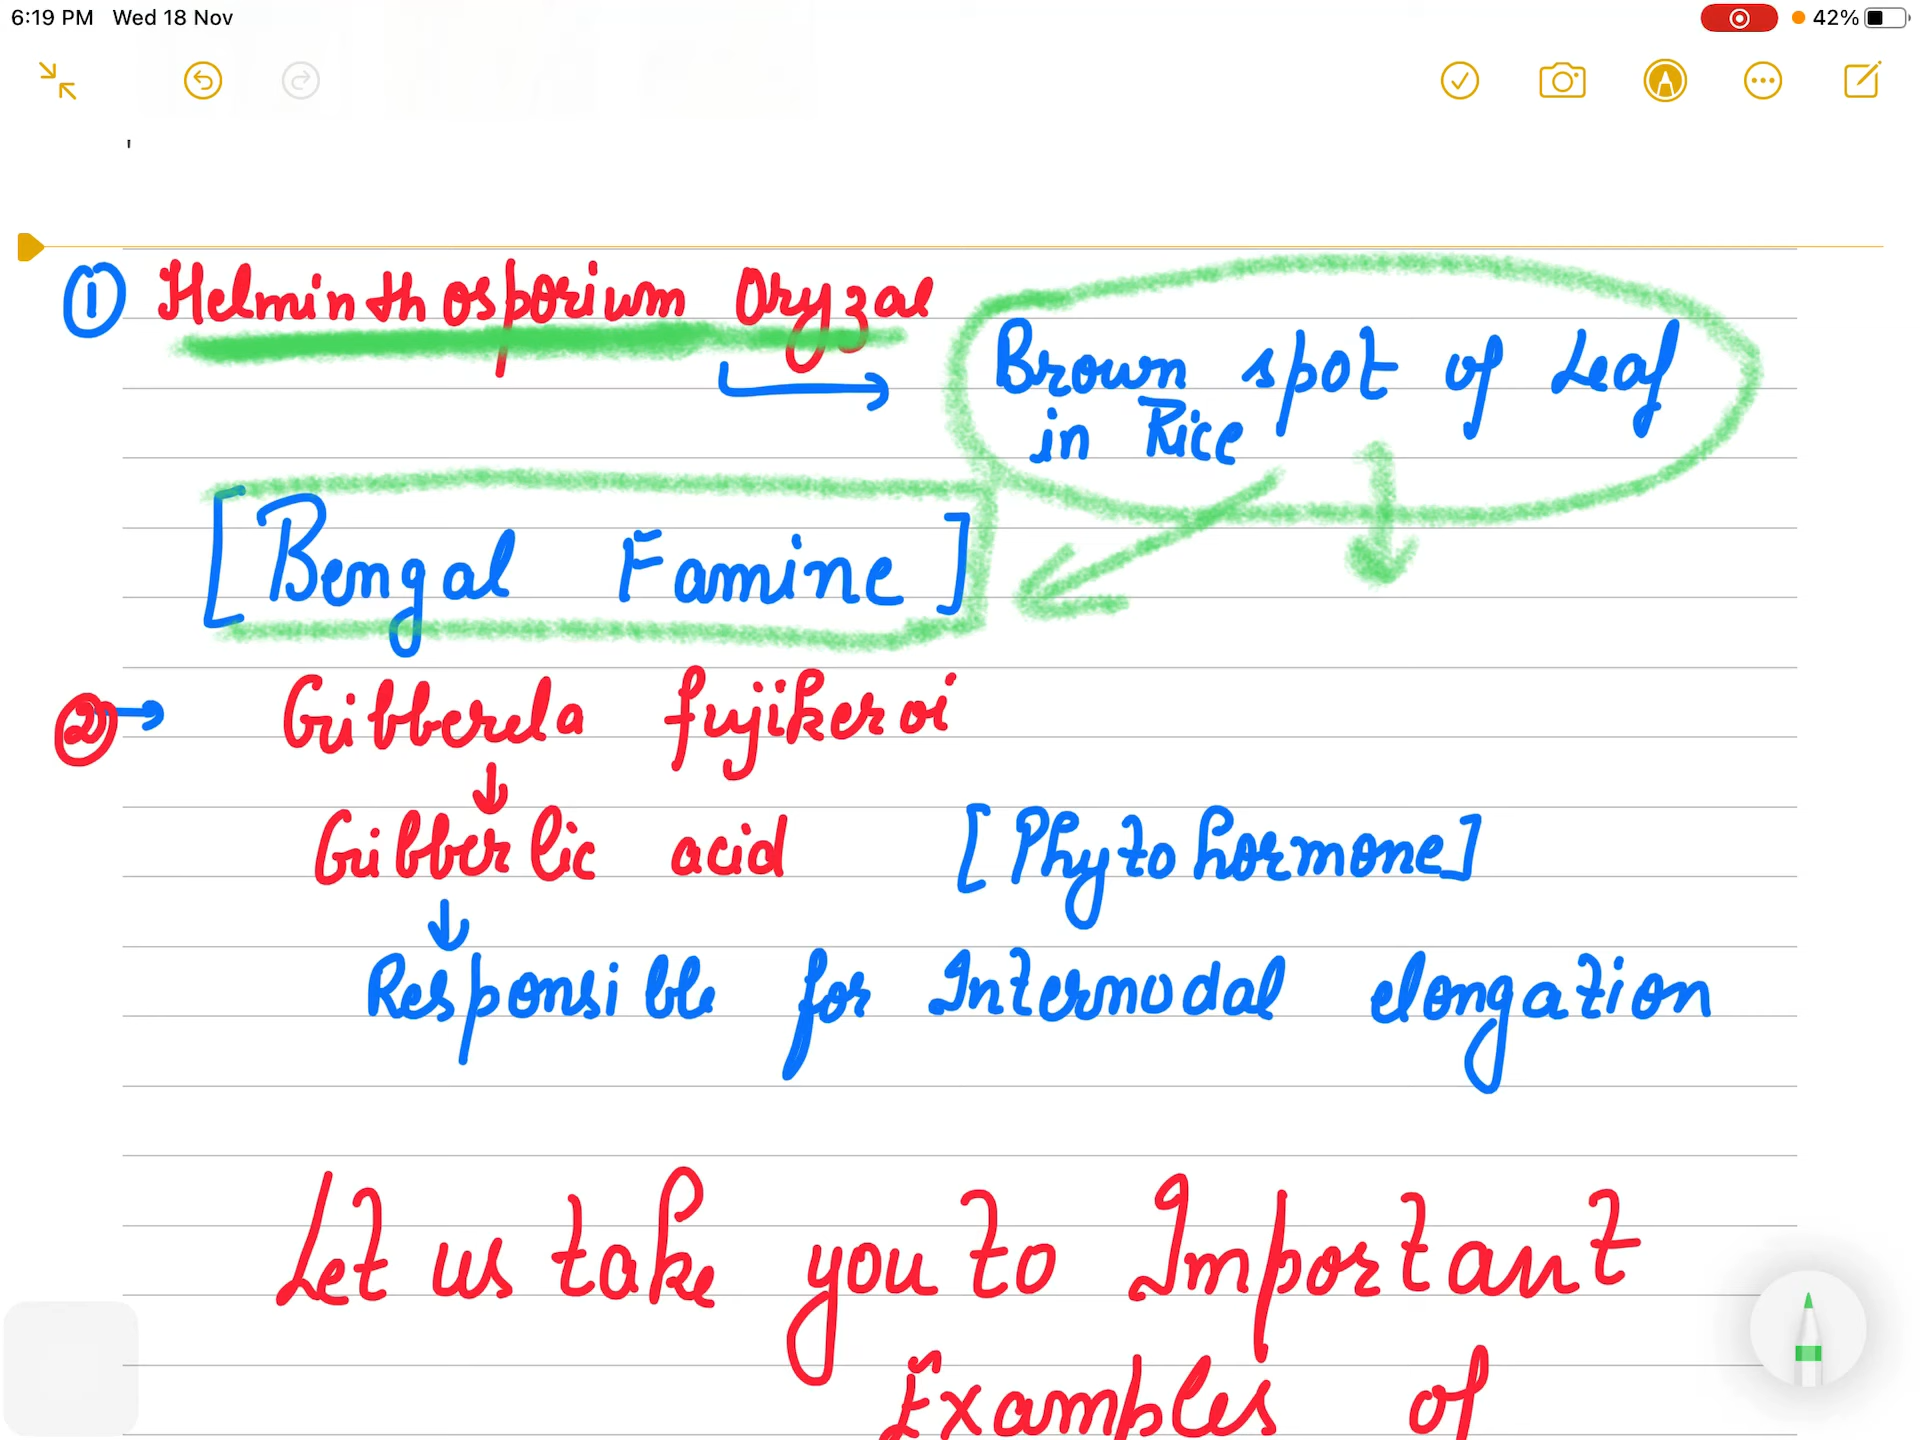 6:19 PM Wed 18 Nov 42%
① Helminthosporium Oryzae
Brown spot of Leaf
in Rice
[Bengal Famine]
② Gibberela fujikeroi
Gibberlic acid [Phytohormone]
Responsible for Internodal elongation
Let us take you to Important
Examples of